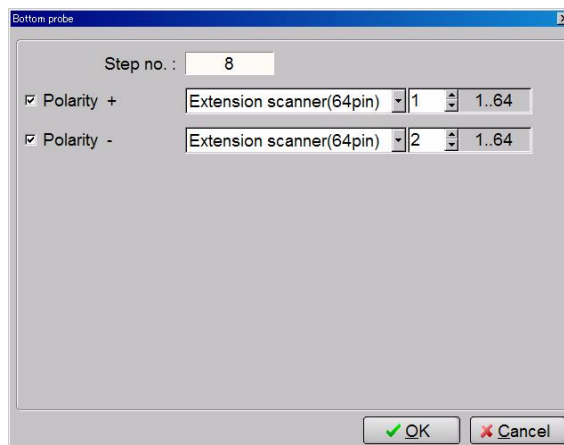 Bottom probe
Step no. : 8
Polarity + Extension scanner(64pin) 1 1..64
Polarity - Extension scanner(64pin) 2 1..64
OK Cancel